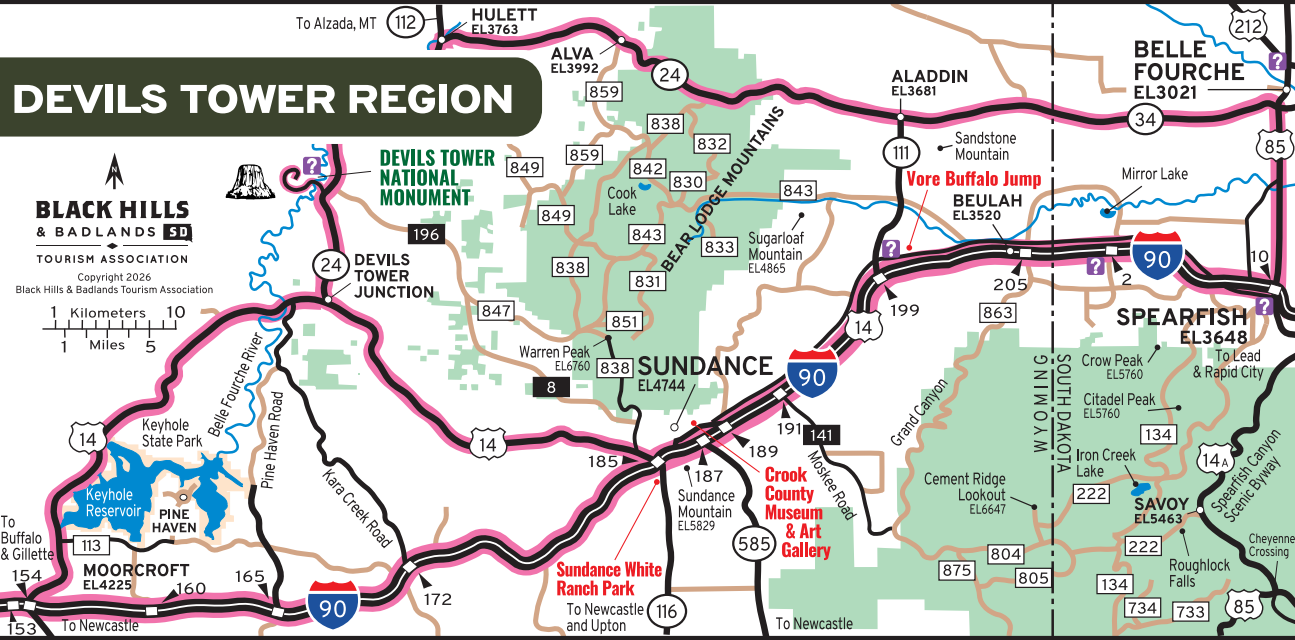 To Alzada, MT
112
HULETT
EL3763
ALVA
EL3992
24
859
212
?
BELLE
FOURCHE
EL3021
ALADDIN
EL3681
34
85
DEVILS TOWER REGION
838
832
859
849
842
830
Cook
Lake
849
843
833
838
831
851
BEAR LODGE MOUNTAINS
843
Sugarloaf
Mountain
EL4865
111
Sandstone
Mountain
Vore Buffalo Jump
BEULAH
EL3520
Mirror Lake
?
DEVILS TOWER
NATIONAL
MONUMENT
196
N
BLACK HILLS
& BADLANDS SD
TOURISM ASSOCIATION
Copyright 2026
Black Hills & Badlands Tourism Association
1 Kilometers 10
1 Miles 5
24
DEVILS
TOWER
JUNCTION
847
Warren Peak
EL6760
838
8
SUNDANCE
EL4744
?
199
14
90
205
?
2
90
10
?
863
SPEARFISH
EL3648
To Lead
& Rapid City
Crow Peak
EL5760
Citadel Peak
EL5760
134
WYOMING
SOUTH DAKOTA
Grand Canyon
Belle Fourche River
Pine Haven Road
Kara Creek Road
14
Keyhole
State Park
Keyhole
Reservoir
PINE
HAVEN
To
Buffalo
& Gillette
113
MOORCROFT
EL4225
154
153
160
165
To Newcastle
90
172
14
185
187
189
191
141
Moskee Road
Sundance
Mountain
EL5829
Crook
County
Museum
& Art
Gallery
Sundance White
Ranch Park
To Newcastle
and Upton
116
585
To Newcastle
Cement Ridge
Lookout
EL6647
Iron Creek
Lake
222
SAVOY
EL5463
14A
Spearfish Canyon
Scenic Byway
222
Roughlock
Falls
Cheyenne
Crossing
804
875
805
134
734
733
85